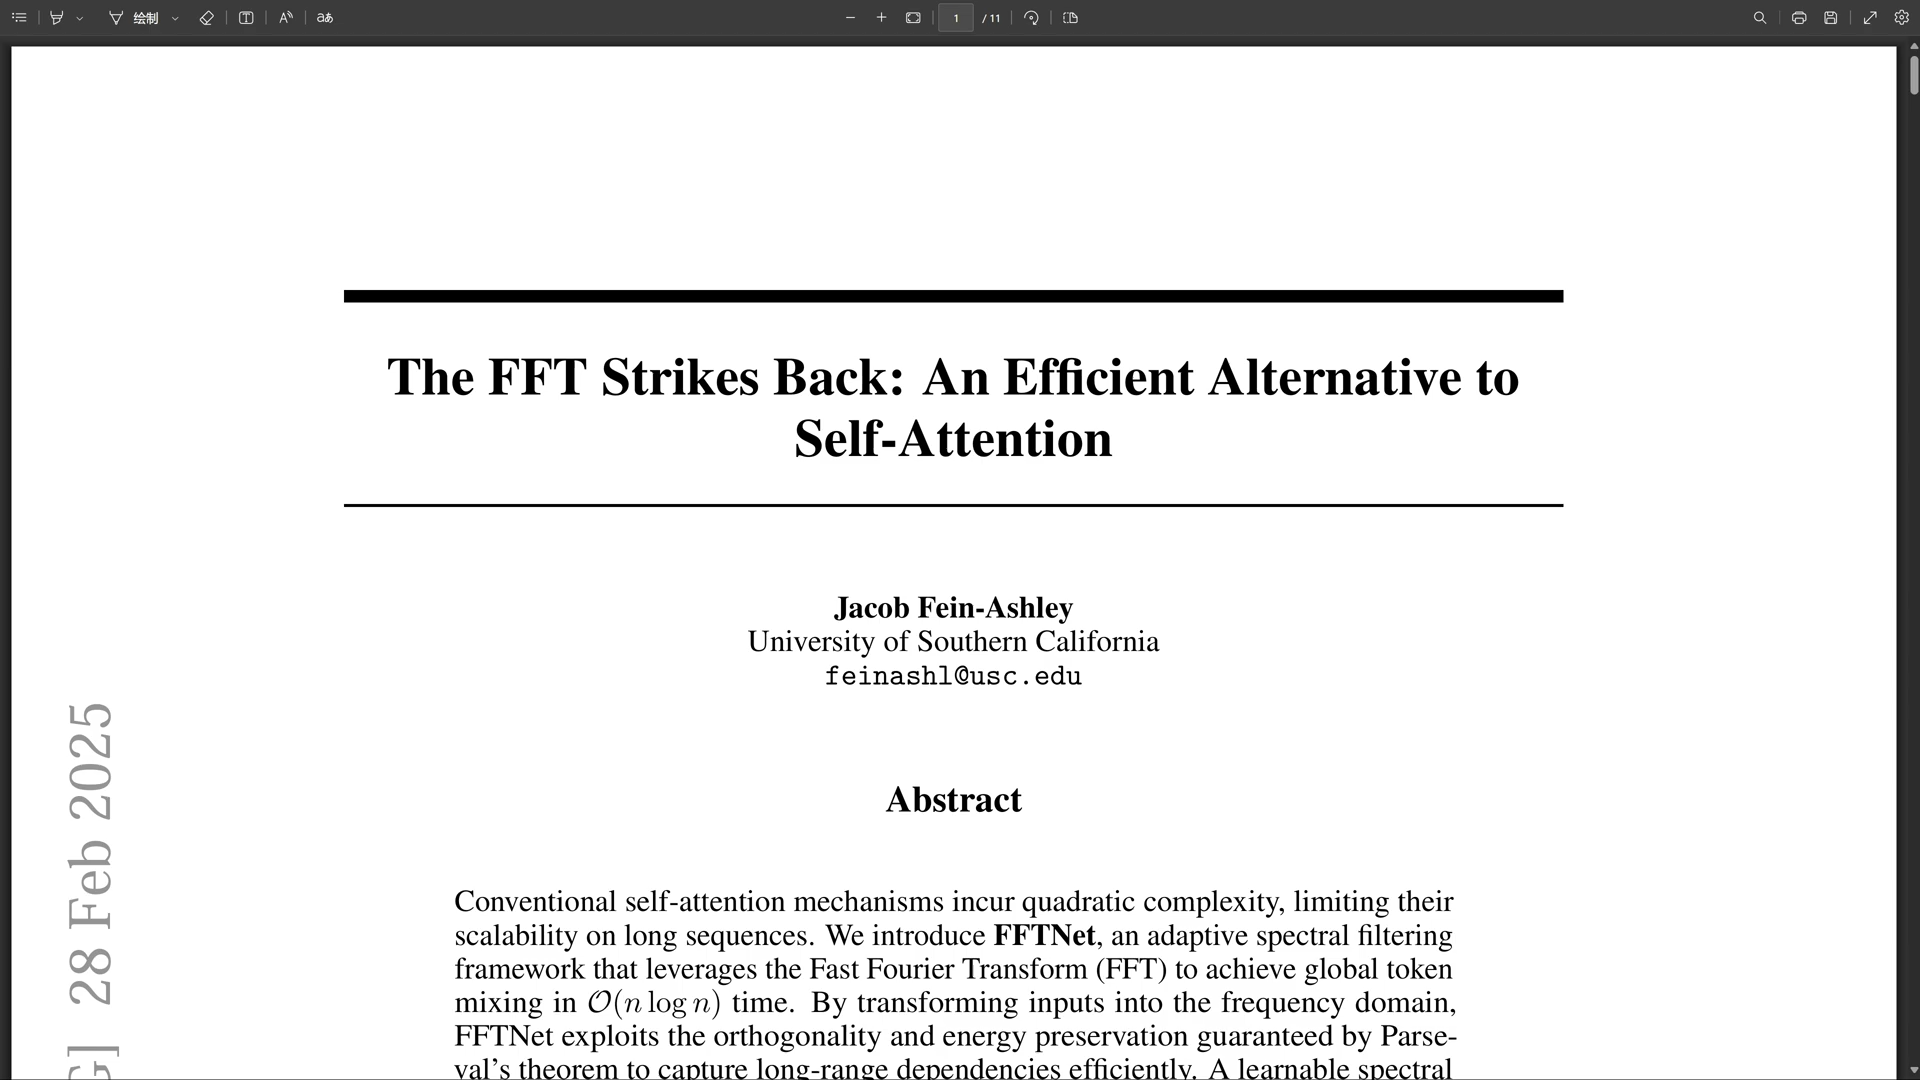 绘制
1 / 11
The FFT Strikes Back: An Efficient Alternative to
Self-Attention
Jacob Fein-Ashley
University of Southern California
feinashl@usc.edu
Abstract
Conventional self-attention mechanisms incur quadratic complexity, limiting their
scalability on long sequences. We introduce FFTNet, an adaptive spectral filtering
framework that leverages the Fast Fourier Transform (FFT) to achieve global token
mixing in 𝒪(n log n) time. By transforming inputs into the frequency domain,
FFTNet exploits the orthogonality and energy preservation guaranteed by Parse-
val's theorem to capture long-range dependencies efficiently. A learnable spectral
G] 28 Feb 2025